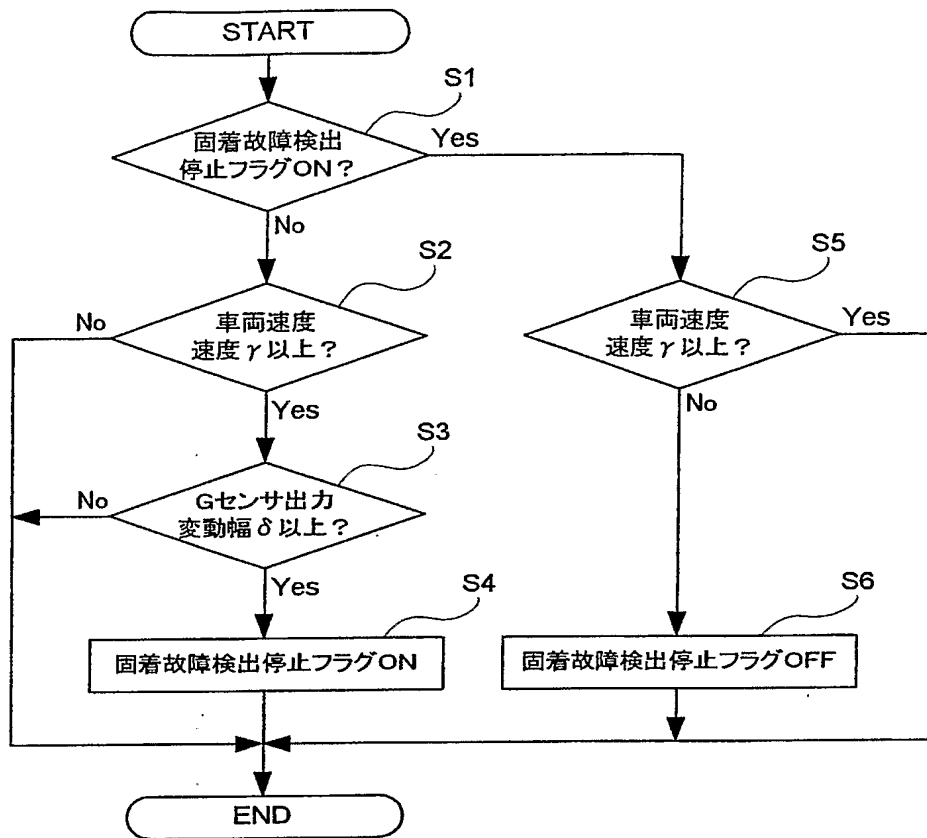 START
S1
固着故障検出
停止フラグON？
Yes
No
S2
車両速度
速度γ以上？
No
Yes
S3
Gセンサ出力
変動幅δ以上？
No
Yes
S4
固着故障検出停止フラグON
S5
車両速度
速度γ以上？
Yes
No
S6
固着故障検出停止フラグOFF
END